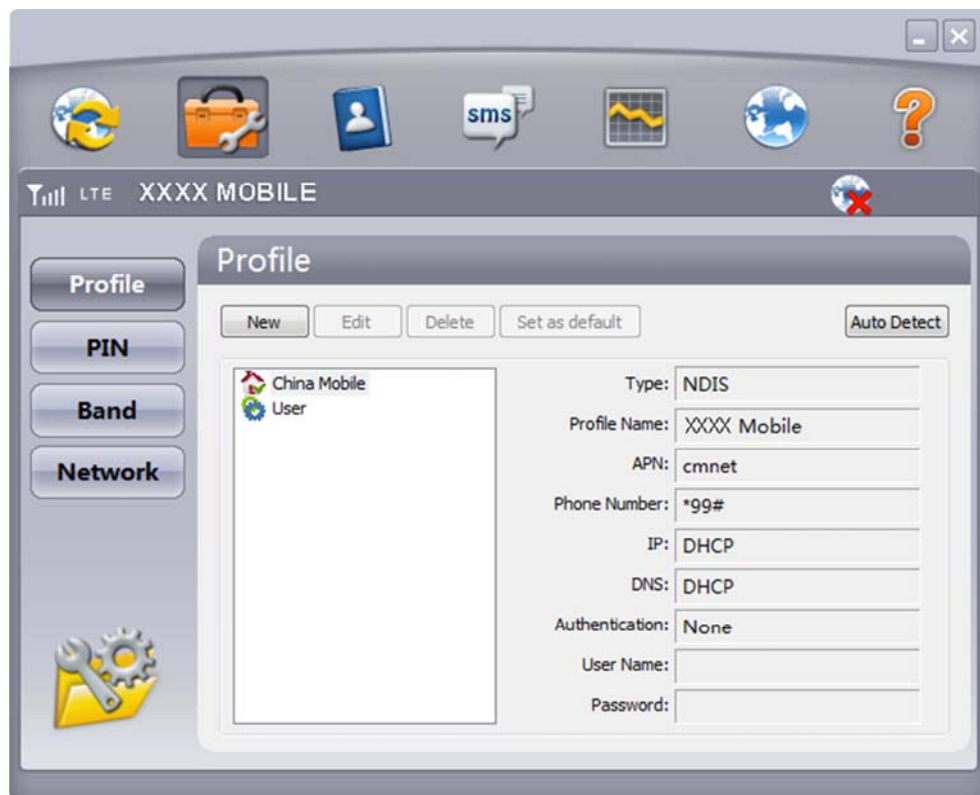 sms
LTE XXXX MOBILE
Profile
PIN
Band
Network
Profile
New Edit Delete Set as default Auto Detect
China Mobile
User
Type: NDIS
Profile Name: XXXX Mobile
APN: cmnet
Phone Number: *99#
IP: DHCP
DNS: DHCP
Authentication: None
User Name:
Password: